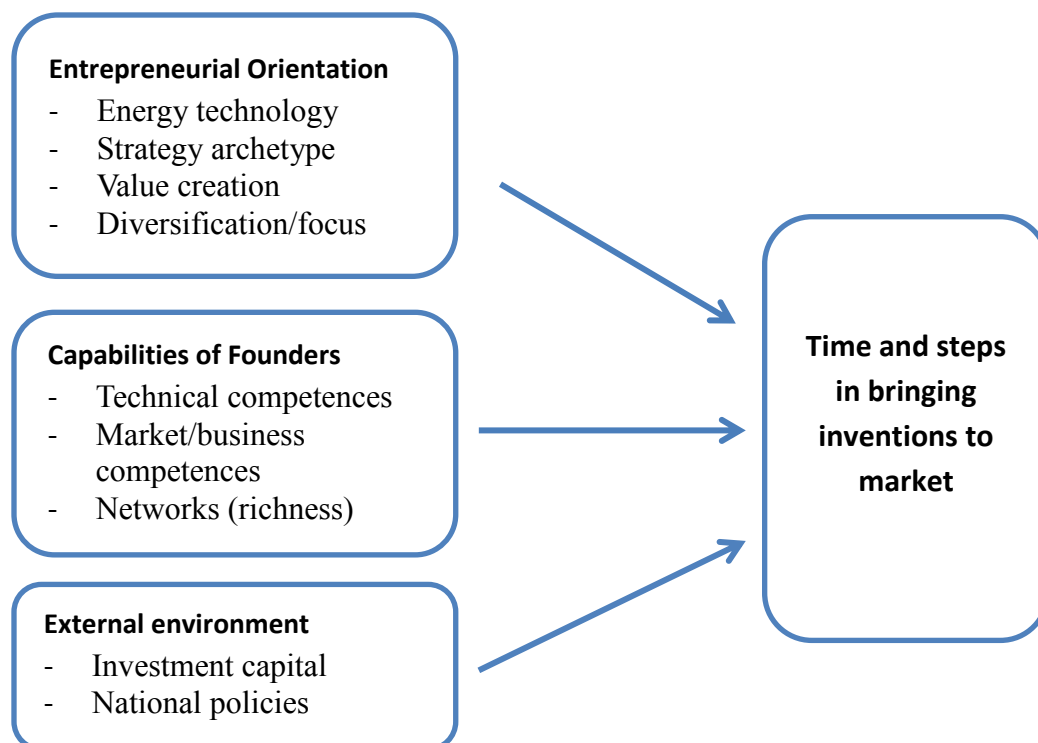 Entrepreneurial Orientation
- Energy technology
- Strategy archetype
- Value creation
- Diversification/focus
Capabilities of Founders
- Technical competences
- Market/business
competences
- Networks (richness)
External environment
- Investment capital
- National policies
Time and steps
in bringing
inventions to
market